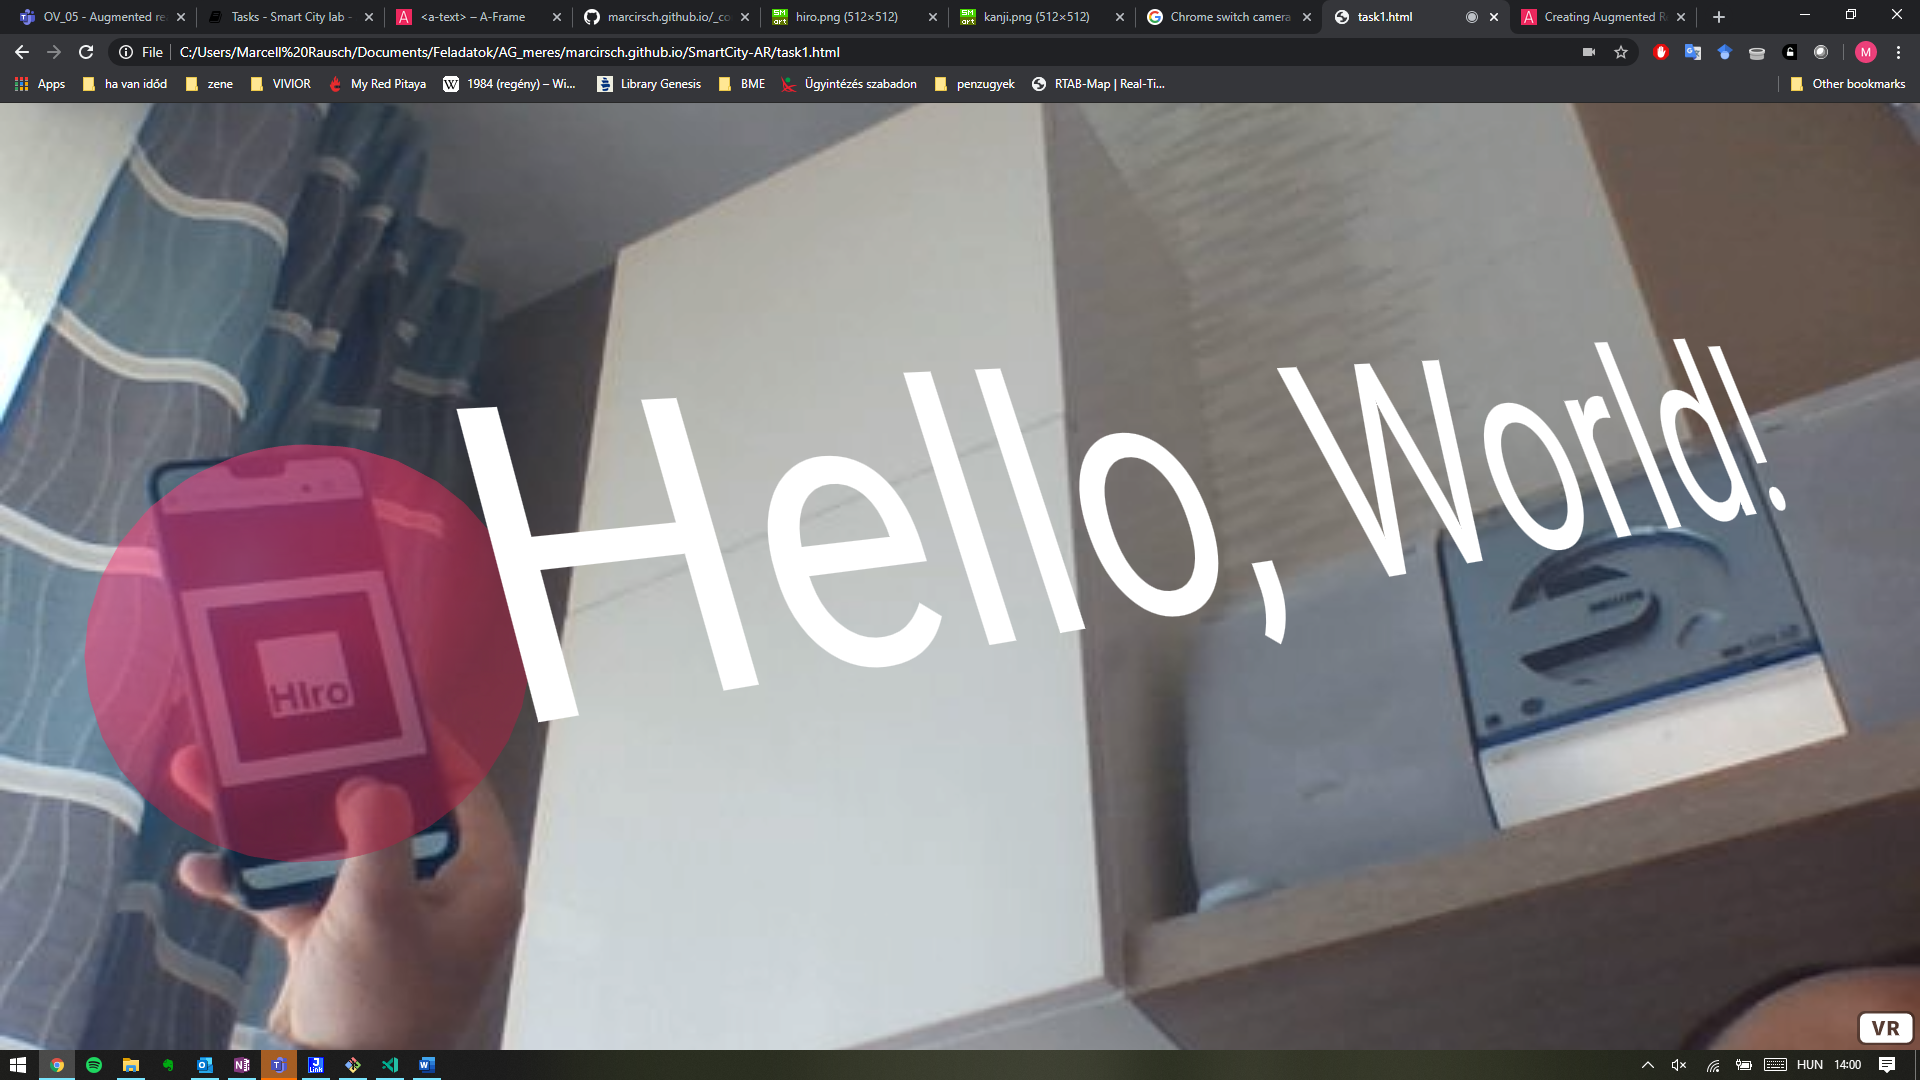 OV_05 - Augmented re
Tasks - Smart City lab -
<a-text> – A-Frame
marcirsch.github.io/_co
hiro.png (512×512)
kanji.png (512×512)
Chrome switch camera
task1.html
Creating Augmented R
File
C:/Users/Marcell%20Rausch/Documents/Feladatok/AG_meres/marcirsch.github.io/SmartCity-AR/task1.html
M
Apps
ha van időd
zene
VIVIOR
My Red Pitaya
1984 (regény) – Wi...
Library Genesis
BME
Ügyintézés szabadon
penzugyek
RTAB-Map | Real-Ti...
Other bookmarks
Hello, World!
HIro
VR
HUN
14:00